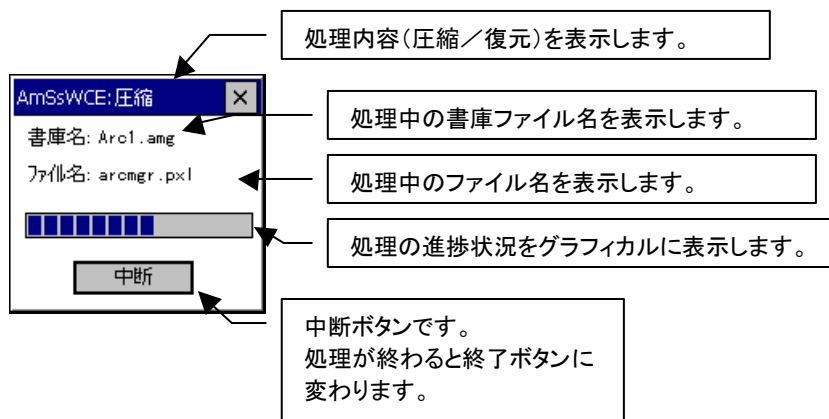 処理内容(圧縮／復元)を表示します。
AmSsWCE:圧縮
書庫名: Arc1.amg
処理中の書庫ファイル名を表示します。
ﾌｧｲﾙ名: arcmgr.pxl
処理中のファイル名を表示します。
処理の進捗状況をグラフィカルに表示します。
中断
中断ボタンです。
処理が終わると終了ボタンに
変わります。